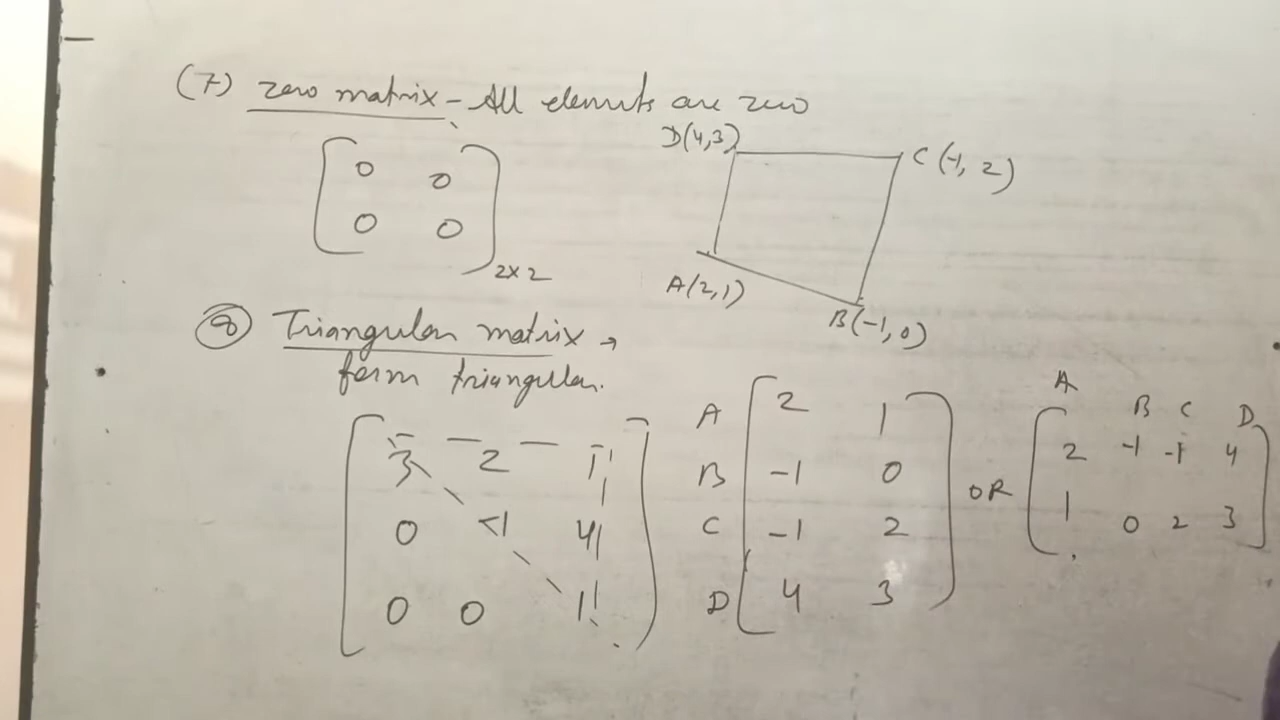 (7) zero matrix - All elements are zero
D(4,3)
C(-1, 2)
0 0
0 0
2x2
A(2,1)
B(-1,0)
(8) Triangular matrix →
form triangular.
3 2 1
0 -1 4
0 0 1
A 2 1
B -1 0
C -1 2
D 4 3
OR
A B C D
2 -1 -1 4
1 0 2 3